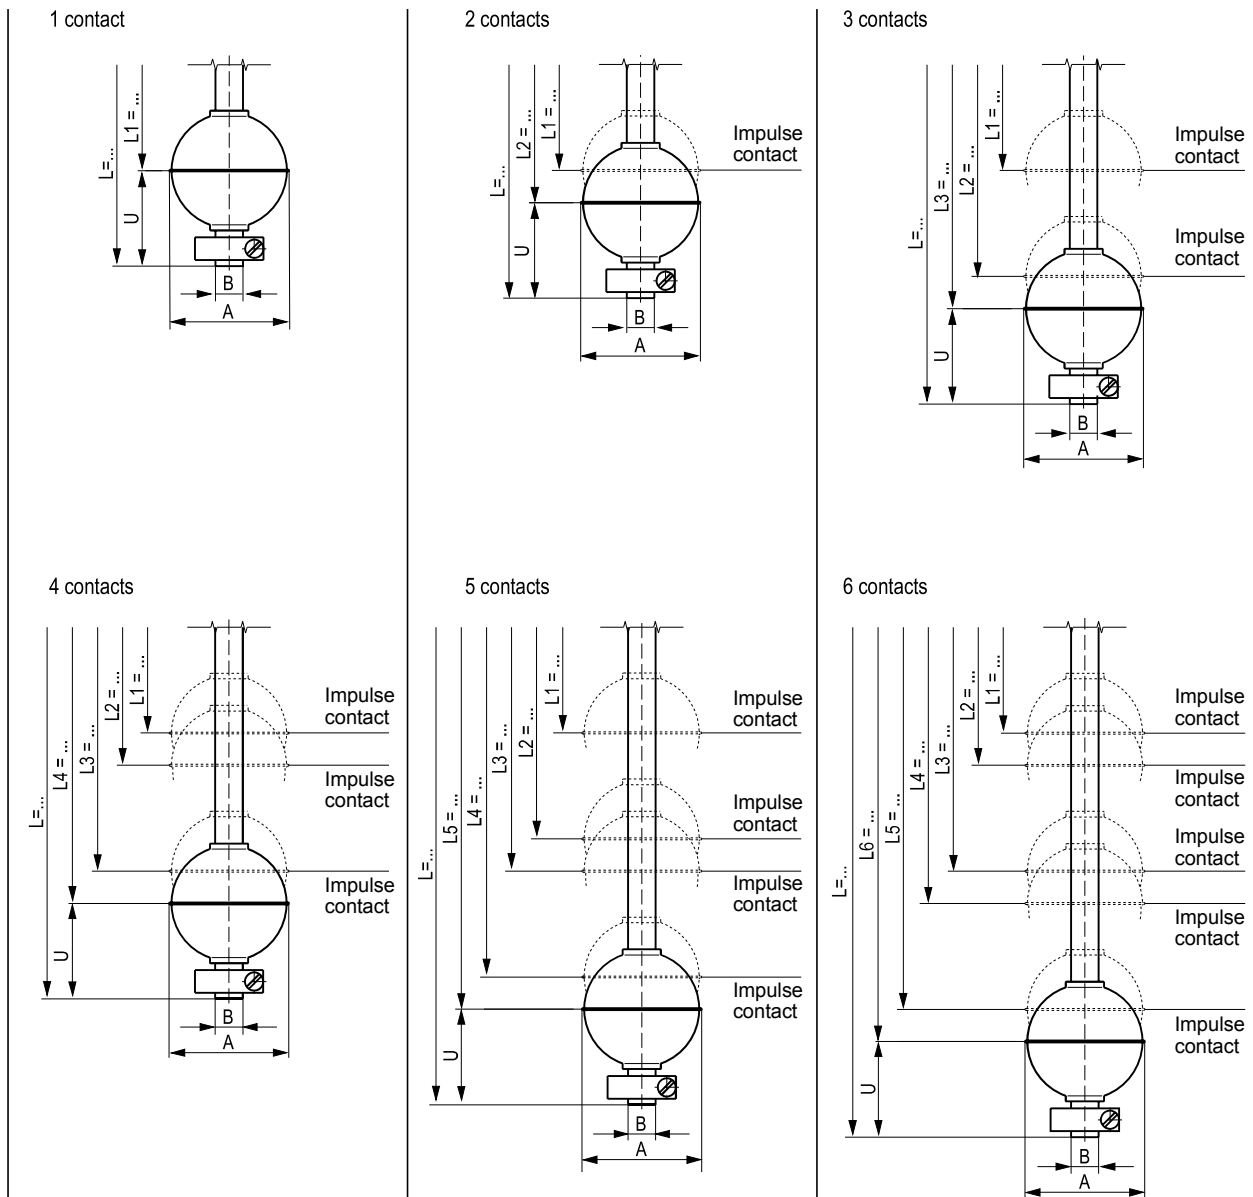 1 contact
L=...
L1 = ...
U
B
A
2 contacts
L=...
L2 = ...
L1= ...
Impulse
contact
U
B
A
3 contacts
L=...
L3 = ...
L2= ...
L1 = ...
Impulse
contact
Impulse
contact
U
B
A
4 contacts
L=...
L4 = ...
L3 = ...
L2 = ...
L1 = ...
Impulse
contact
Impulse
contact
Impulse
contact
U
B
A
5 contacts
L=...
L5 = ...
L4 = ...
L3 = ...
L2= ...
L1= ...
Impulse
contact
Impulse
contact
Impulse
contact
Impulse
contact
U
B
A
6 contacts
L=...
L6 = ...
L5 = ...
L4 = ...
L3 = ...
L2 = ...
L1 = ...
Impulse
contact
Impulse
contact
Impulse
contact
Impulse
contact
Impulse
contact
U
B
A